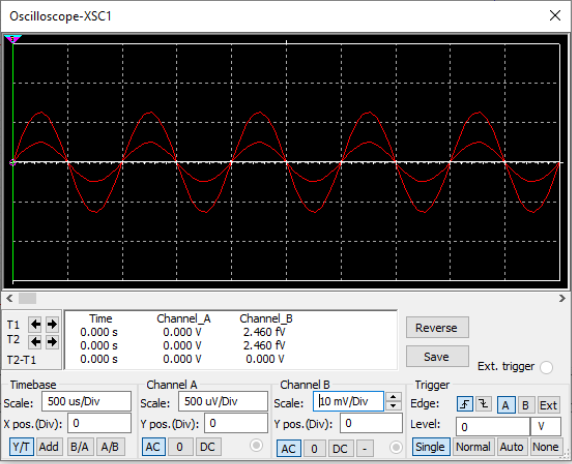 Oscilloscope-XSC1
Time Channel_A Channel_B
T1 0.000 s 0.000 V 2.460 fV
T2 0.000 s 0.000 V 2.460 fV
T2-T1 0.000 s 0.000 V 0.000 V
Reverse
Save
Ext. trigger
Timebase
Scale: 500 us/Div
X pos.(Div): 0
Y/T Add B/A A/B
Channel A
Scale: 500 uV/Div
Y pos.(Div): 0
AC 0 DC
Channel B
Scale: 10 mV/Div
Y pos.(Div): 0
AC 0 DC -
Trigger
Edge: A B Ext
Level: 0 V
Single Normal Auto None